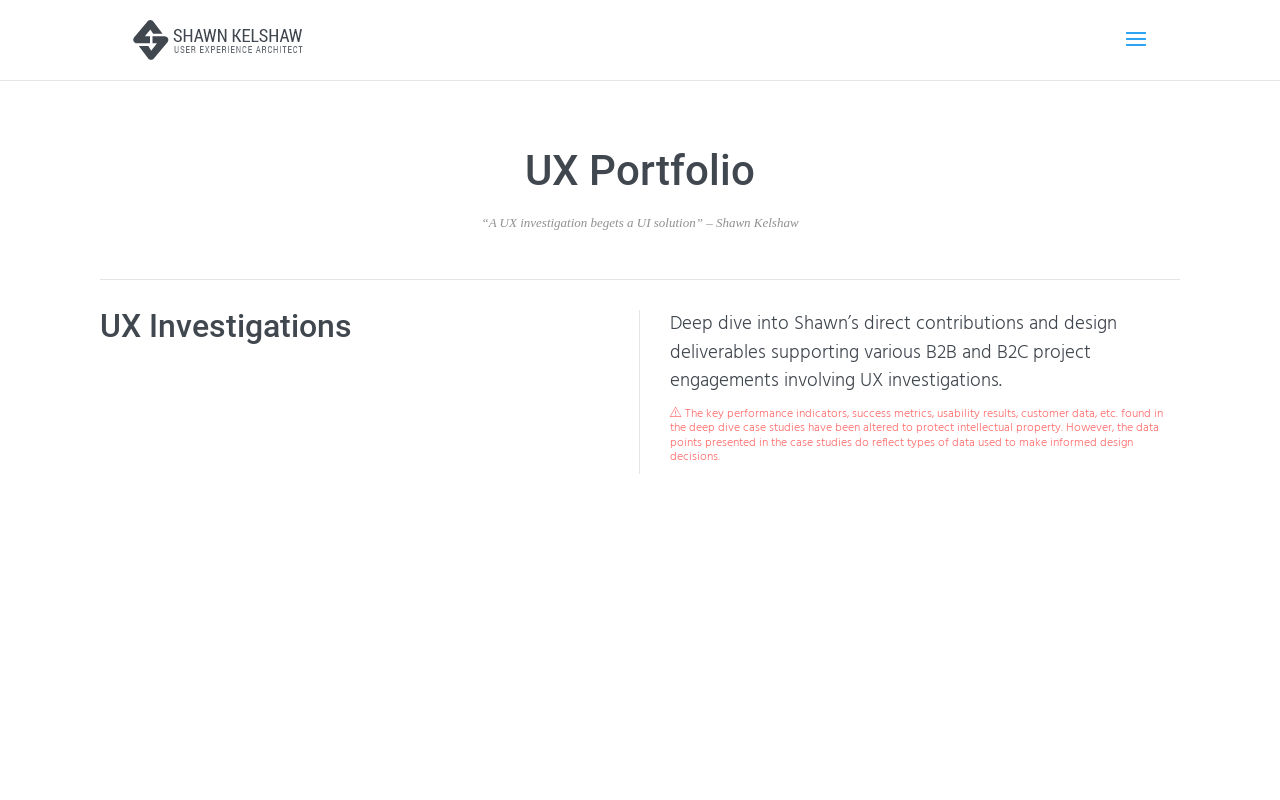 SHAWN KELSHAW
USER EXPERIENCE ARCHITECT
UX Portfolio
“A UX investigation begets a UI solution” – Shawn Kelshaw
UX Investigations
Deep dive into Shawn’s direct contributions and design
deliverables supporting various B2B and B2C project
engagements involving UX investigations.
⚠ The key performance indicators, success metrics, usability results, customer data, etc. found in
the deep dive case studies have been altered to protect intellectual property. However, the data
points presented in the case studies do reflect types of data used to make informed design
decisions.